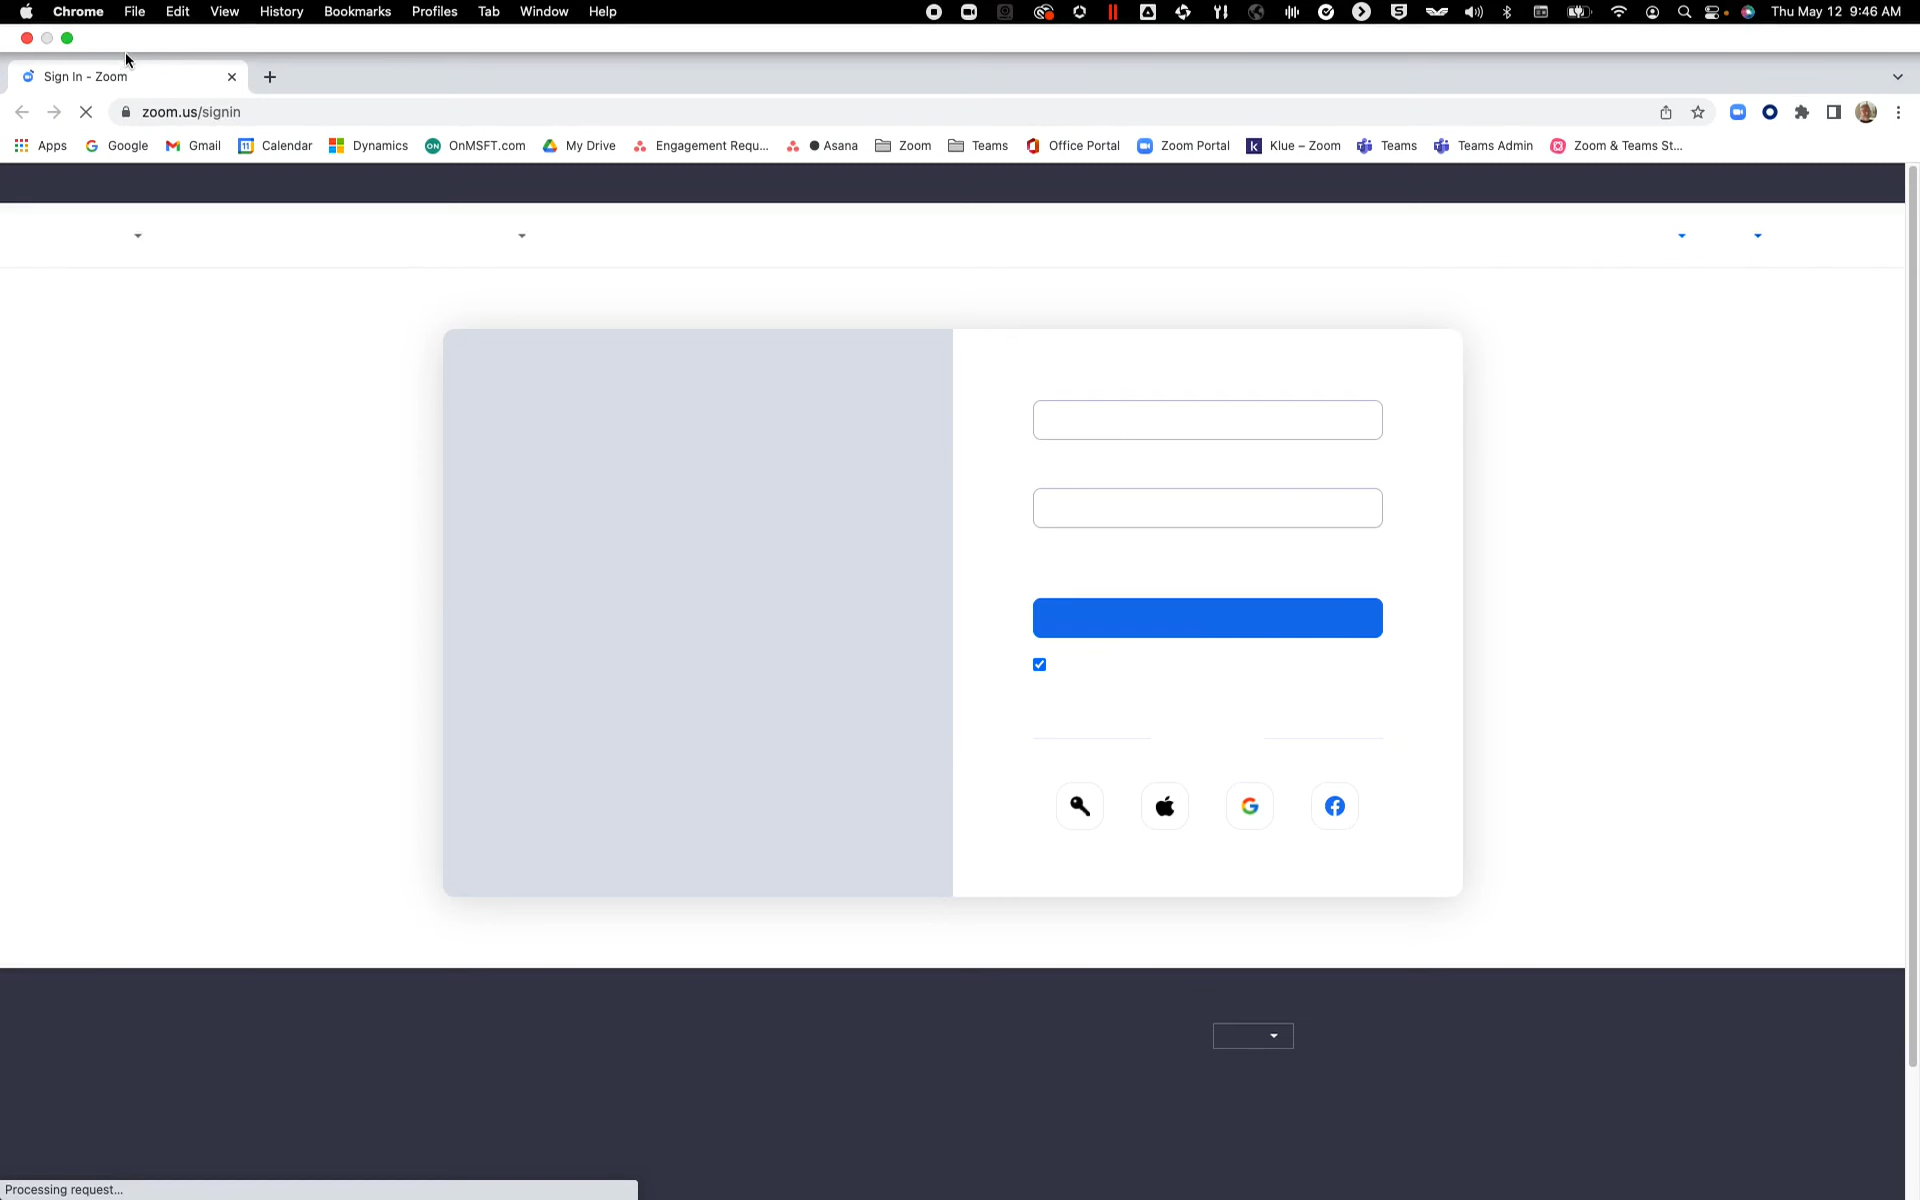 Chrome File Edit View History Bookmarks Profiles Tab Window Help Thu May 12 9:46 AM
Sign In - Zoom
zoom.us/signin
Apps Google Gmail 11 Calendar Dynamics ON OnMSFT.com My Drive Engagement Requ... Asana Zoom Teams Office Portal Zoom Portal k Klue – Zoom Teams Teams Admin Zoom & Teams St...
Processing request...